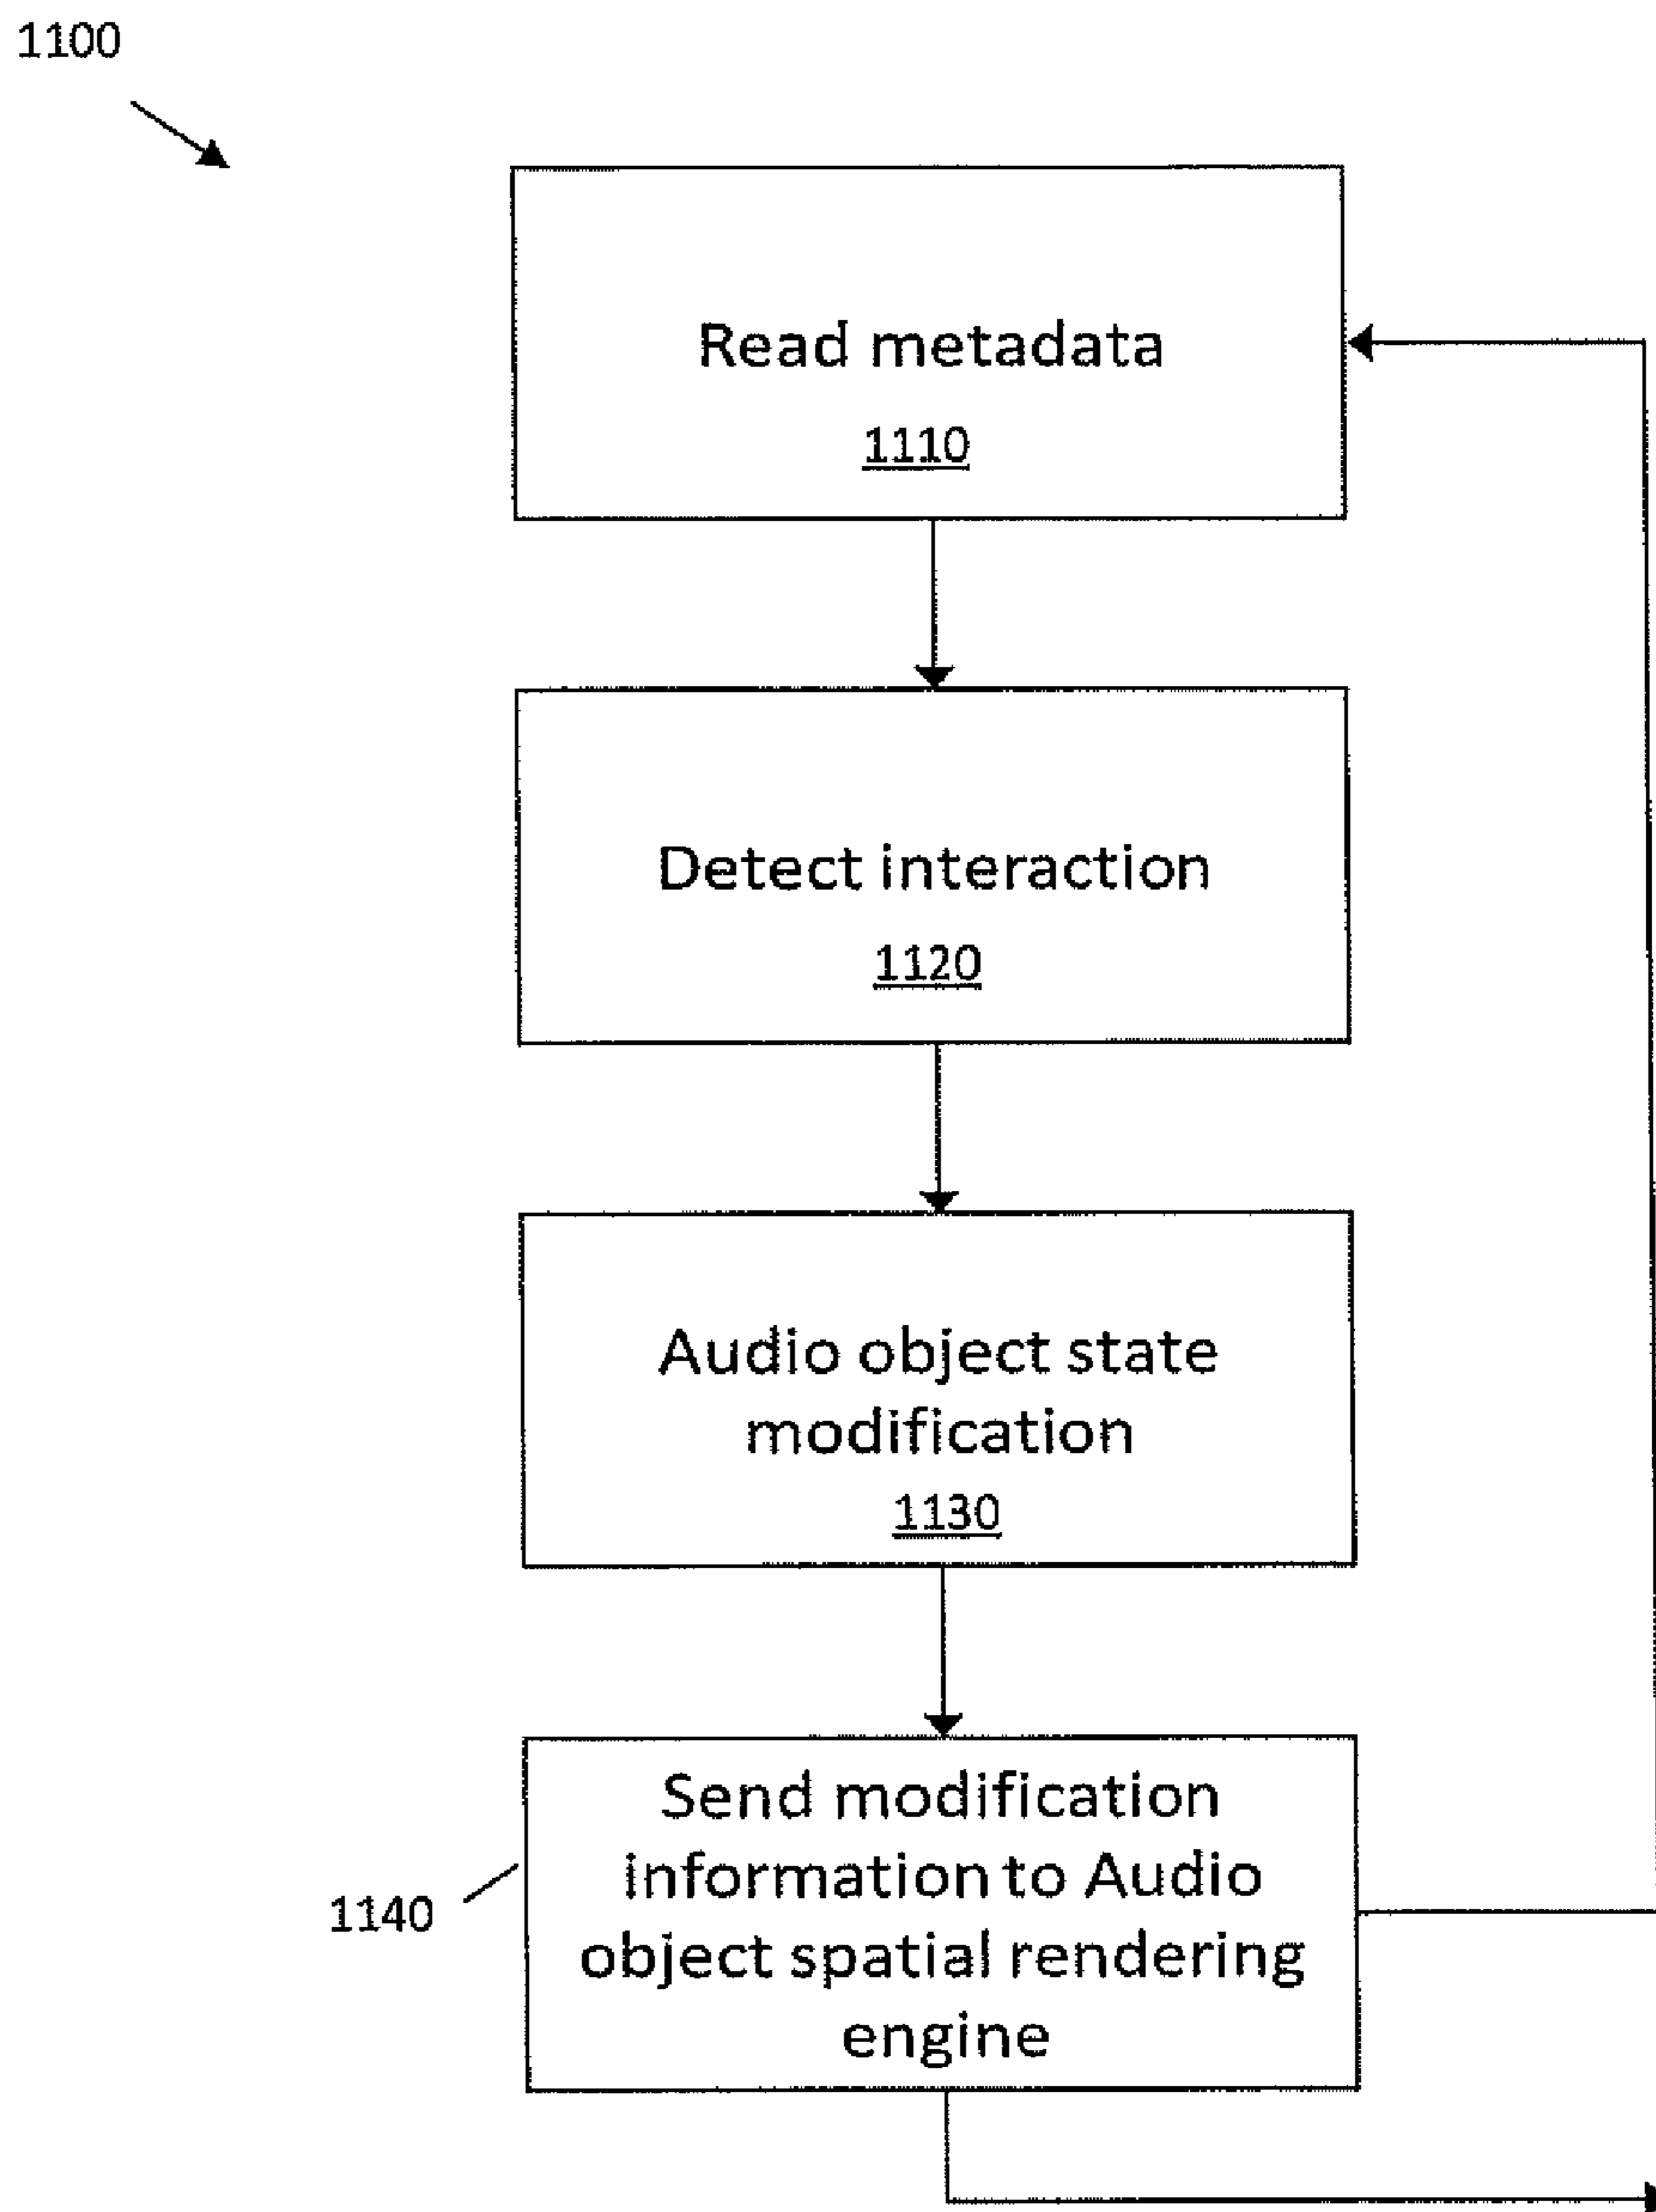 1100
Read metadata
1110
Detect interaction
1120
Audio object state
modification
1130
Send modification
information to Audio
object spatial rendering
engine
1140